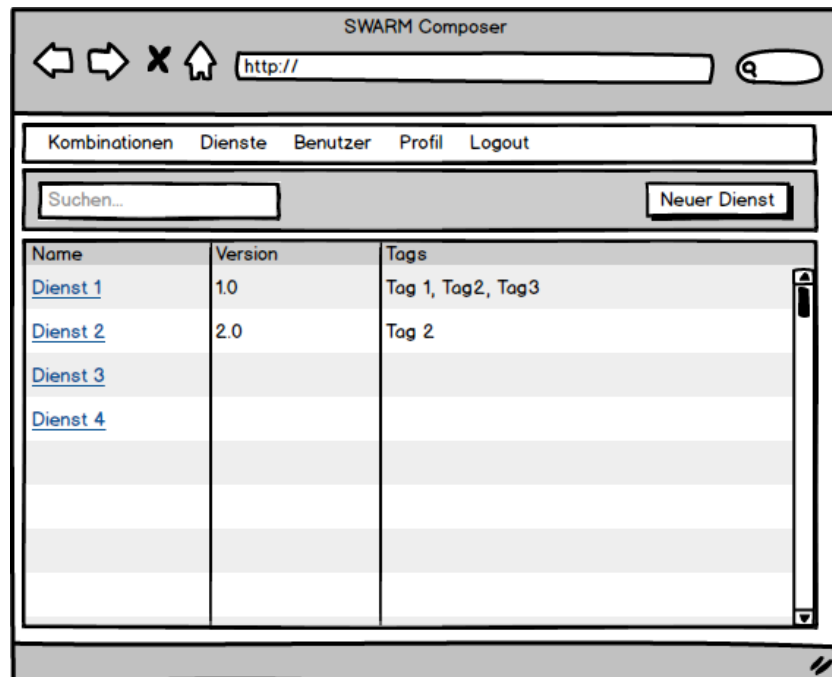 SWARM Composer
http://
Kombinationen Dienste Benutzer Profil Logout
Suchen... Neuer Dienst
Name Version Tags
Dienst 1 1.0 Tag 1, Tag2, Tag3
Dienst 2 2.0 Tag 2
Dienst 3
Dienst 4